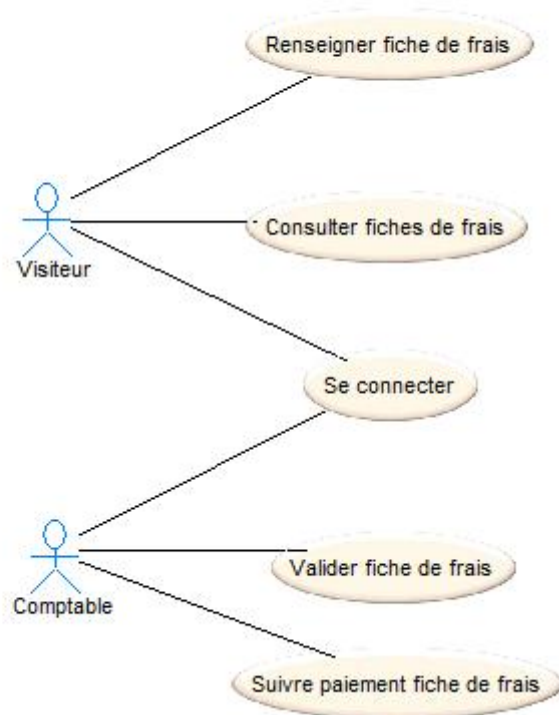 Renseigner fiche de frais
Consulter fiches de frais
Visiteur
Se connecter
Valider fiche de frais
Comptable
Suivre paiement fiche de frais